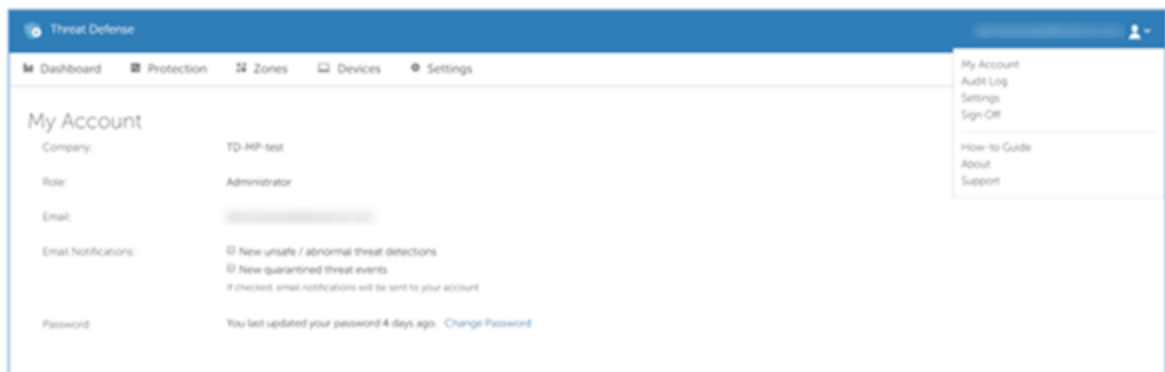 Threat Defense
Dashboard Protection Zones Devices Settings
My Account
Audit Log
Settings
Sign Off
How-to Guide
About
Support
My Account
Company: TD-MP-test
Role: Administrator
Email:
Email Notifications: New unsafe / abnormal threat detections
New quarantined threat events
If checked, email notifications will be sent to your account
Password: You last updated your password 4 days ago. Change Password